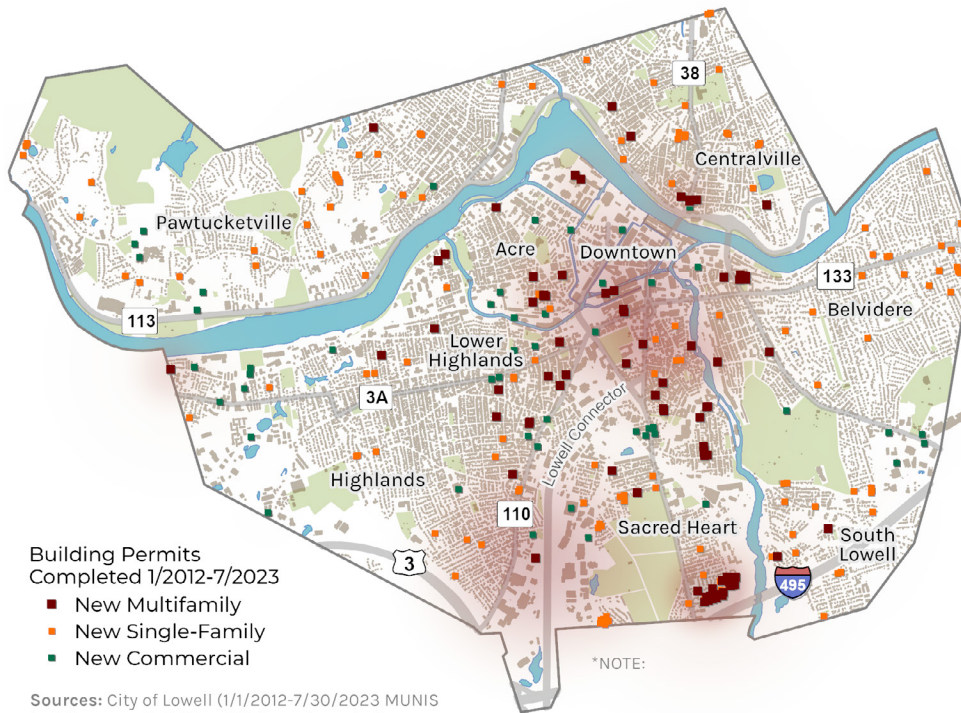 38
Centralville
Pawtucketville
Acre
Downtown
133
Belvidere
113
Lower
Highlands
3A
Lowell Connector
Highlands
110
Sacred Heart
South
Lowell
3
495
Building Permits
Completed 1/2012-7/2023
New Multifamily
New Single-Family
New Commercial
*NOTE:
Sources: City of Lowell (1/1/2012-7/30/2023 MUNIS